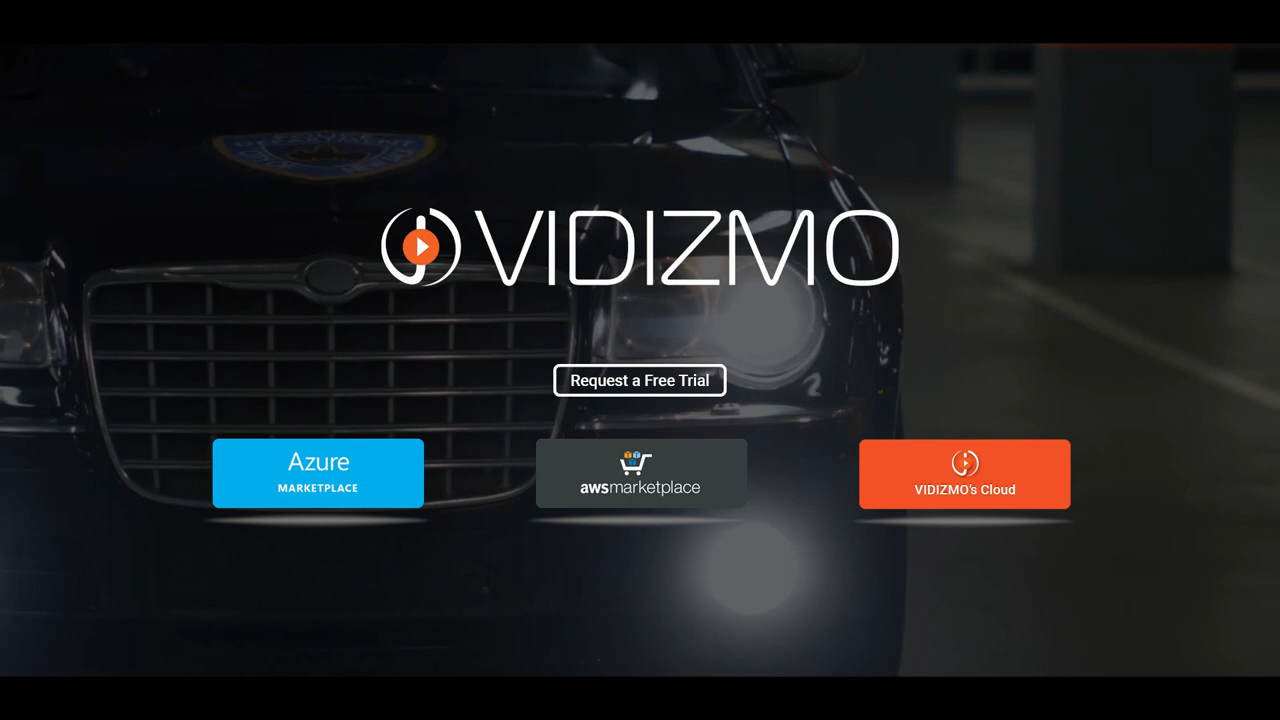 VIDIZMO
Request a Free Trial
Azure
MARKETPLACE
awsmarketplace
VIDIZMO's Cloud